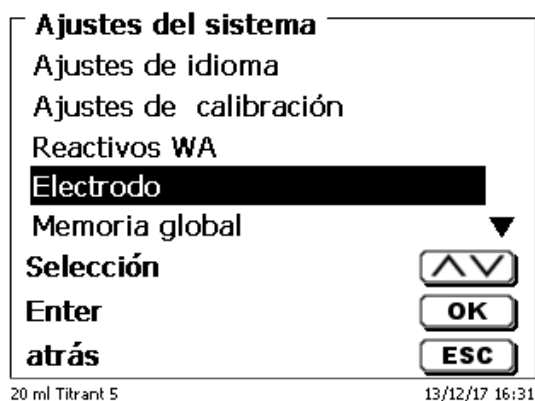 Ajustes del sistema
Ajustes de idioma
Ajustes de calibración
Reactivos WA
Electrodo
Memoria global
Selección
Enter OK
atrás ESC
20 ml Titrant 5 13/12/17 16:31